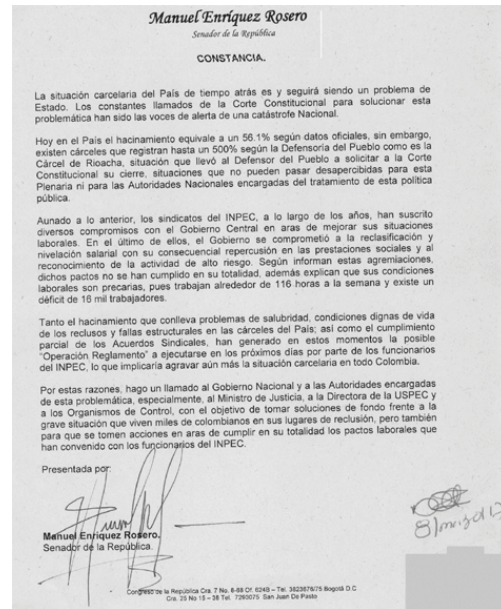 Manuel Enríquez Rosero
Senador de la República
CONSTANCIA.
La situación carcelaria del País de tiempo atrás es y seguirá siendo un problema de
Estado. Los constantes llamados de la Corte Constitucional para solucionar esta
problemática han sido las voces de alerta de una catástrofe Nacional.
Hoy en el País el hacinamiento equivale a un 56.1% según datos oficiales, sin embargo,
existen cárceles que registran hasta un 500% según la Defensoría del Pueblo como es la
Cárcel de Rioacha, situación que llevó al Defensor del Pueblo a solicitar a la Corte
Constitucional su cierre, situaciones que no pueden pasar desapercibidas para esta
Plenaria ni para las Autoridades Nacionales encargadas del tratamiento de esta política
pública.
Aunado a lo anterior, los sindicatos del INPEC, a lo largo de los años, han suscrito
diversos compromisos con el Gobierno Central en aras de mejorar sus situaciones
laborales. En el último de ellos, el Gobierno se comprometió a la reclasificación y
nivelación salarial con su consecuencial repercusión en las prestaciones sociales y al
reconocimiento de la actividad de alto riesgo. Según informan estas agremiaciones,
dichos pactos no se han cumplido en su totalidad, además explican que sus condiciones
laborales son precarias, pues trabajan alrededor de 116 horas a la semana y existe un
déficit de 16 mil trabajadores.
Tanto el hacinamiento que conlleva problemas de salubridad, condiciones dignas de vida
de los reclusos y fallas estructurales en las cárceles del País; así como el cumplimiento
parcial de los Acuerdos Sindicales, han generado en estos momentos la posible
"Operación Reglamento" a ejecutarse en los próximos días por parte de los funcionarios
del INPEC, lo que implicaría agravar aún más la situación carcelaria en todo Colombia.
Por estas razones, hago un llamado al Gobierno Nacional y a las Autoridades encargadas
de esta problemática, especialmente, al Ministro de Justicia, a la Directora de la USPEC y
a los Organismos de Control, con el objetivo de tomar soluciones de fondo frente a la
grave situación que viven miles de colombianos en sus lugares de reclusión, pero también
para que se tomen acciones en aras de cumplir en su totalidad los pactos laborales que
han convenido con los funcionarios del INPEC.
Presentada por:
Manuel Enríquez Rosero.
Senador de la República.
Congreso de la República Cra. 7 No. 8-68 Of. 624B – Tel. 3823678/75 Bogotá D.C.
Cra. 25 No 15 – 38 Tel. 7290075 San Juan De Pasto